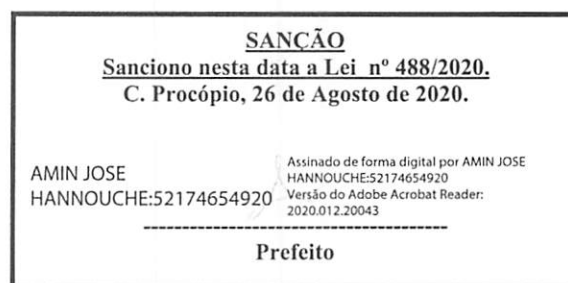 SANÇÃO
Sanciono nesta data a Lei nº 488/2020.
C. Procópio, 26 de Agosto de 2020.
AMIN JOSE
HANNOUCHE:52174654920
Assinado de forma digital por AMIN JOSE
HANNOUCHE:52174654920
Versão do Adobe Acrobat Reader:
2020.012.20043
----------------------------------------
Prefeito